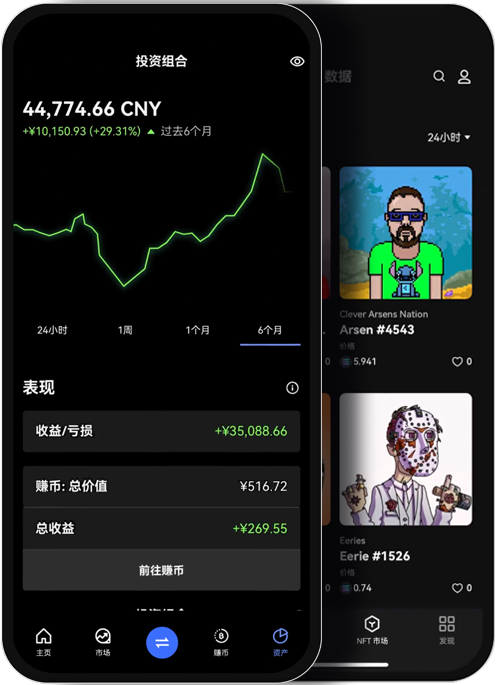 投资组合
44,774.66 CNY
+¥10,150.93 (+29.31%) ▲ 过去6个月
24小时 1周 1个月 6个月
表现
收益/亏损 +¥35,088.66
赚币: 总价值 ¥516.72
总收益 +¥269.55
前往赚币
主页 市场 赚币 资产
数据
24小时
Clever Arsens Nation
Arsen #4543
价格
0 5.941 0
Eeries
Eerie #1526
价格
0 0.74 0
NFT 市场 发现